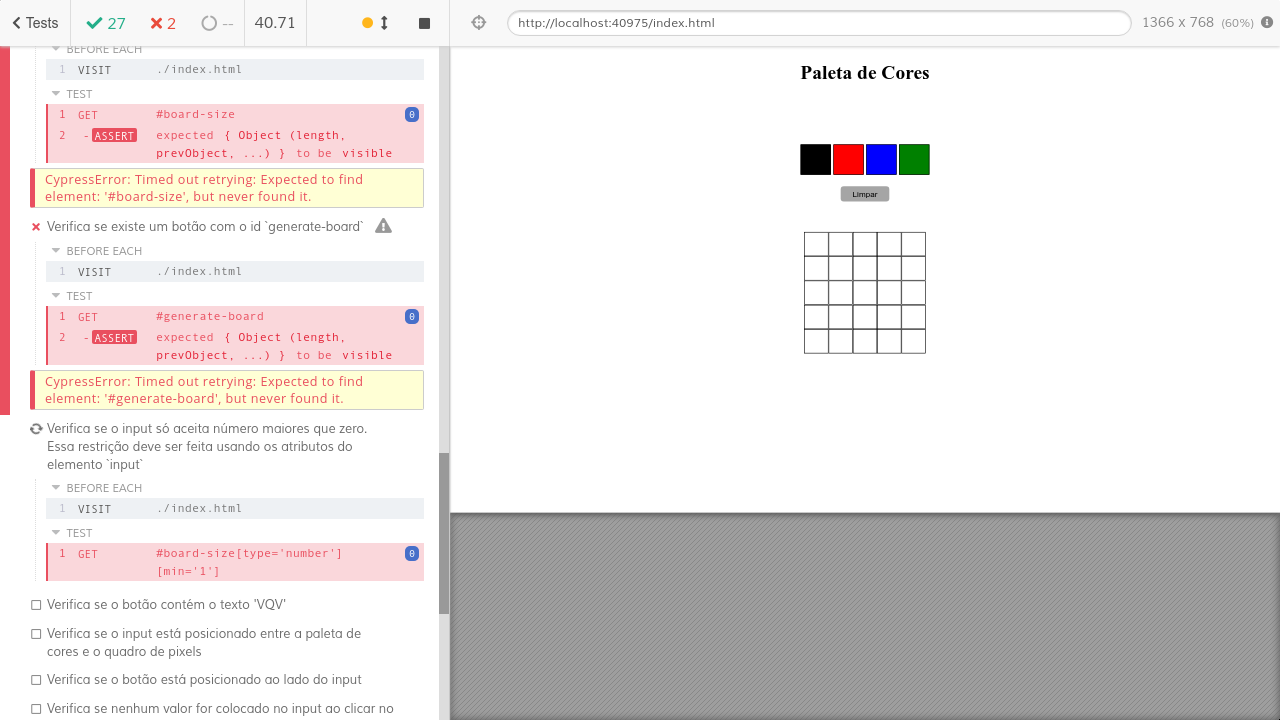 Tests
27
2
--
40.71
http://localhost:40975/index.html
1366 x 768 (60%)
BEFORE EACH
1 VISIT ./index.html
TEST
1 GET #board-size 0
2 -ASSERT expected { Object (length,
prevObject, ...) } to be visible
CypressError: Timed out retrying: Expected to find
element: '#board-size', but never found it.
Verifica se existe um botão com o id `generate-board`
BEFORE EACH
1 VISIT ./index.html
TEST
1 GET #generate-board 0
2 -ASSERT expected { Object (length,
prevObject, ...) } to be visible
CypressError: Timed out retrying: Expected to find
element: '#generate-board', but never found it.
Verifica se o input só aceita número maiores que zero.
Essa restrição deve ser feita usando os atributos do
elemento `input`
BEFORE EACH
1 VISIT ./index.html
TEST
1 GET #board-size[type='number'] 0
[min='1']
Verifica se o botão contém o texto 'VQV'
Verifica se o input está posicionado entre a paleta de
cores e o quadro de pixels
Verifica se o botão está posicionado ao lado do input
Verifica se nenhum valor for colocado no input ao clicar no
Paleta de Cores
Limpar